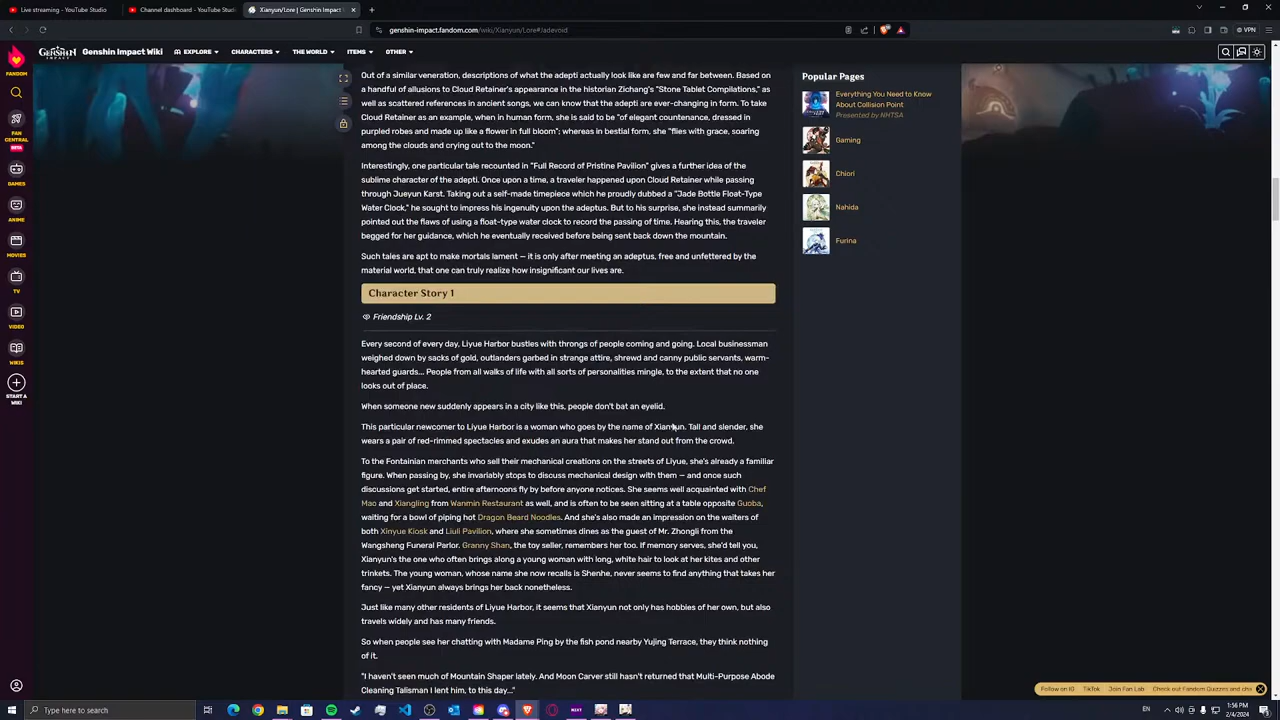 Live streaming - YouTube Studio
Channel dashboard - YouTube Studio
Xianyun/Lore | Genshin Impact
genshin-impact.fandom.com/wiki/Xianyun/Lore#/adevoid
VPN
FANDOM
GENSHIN IMPACT
Genshin Impact Wiki
EXPLORE
CHARACTERS
THE WORLD
ITEMS
OTHER
FAN CENTRAL
BETA
GAMES
ANIME
MOVIES
TV
VIDEO
WIKIS
START A WIKI
Out of a similar veneration, descriptions of what the adepti actually look like are few and far between. Based on
a handful of allusions to Cloud Retainer's appearance in the historian Zichang's "Stone Tablet Compilations," as
well as scattered references in ancient songs, we can know that the adepti are ever-changing in form. To take
Cloud Retainer as an example, when in human form, she is said to be "of elegant countenance, dressed in
purpled robes and made up like a flower in full bloom"; whereas in bestial form, she "flies with grace, soaring
among the clouds and crying out to the moon."
Interestingly, one particular tale recounted in "Full Record of Pristine Pavilion" gives a further idea of the
sublime character of the adepti. Once upon a time, a traveler happened upon Cloud Retainer while passing
through Jueyun Karst. Taking out a self-made timepiece which he proudly dubbed a "Jade Bottle Float-Type
Water Clock," he sought to impress his ingenuity upon the adeptus. But to his surprise, she instead summarily
pointed out the flaws of using a float-type water clock to record the passing of time. Hearing this, the traveler
begged for her guidance, which he eventually received before being sent back down the mountain.
Such tales are apt to make mortals lament — it is only after meeting an adeptus, free and unfettered by the
material world, that one can truly realize how insignificant our lives are.
Character Story 1
Friendship Lv. 2
Every second of every day, Liyue Harbor bustles with throngs of people coming and going. Local businessman
weighed down by sacks of gold, outlanders garbed in strange attire, shrewd and canny public servants, warm-
hearted guards... People from all walks of life with all sorts of personalities mingle, to the extent that no one
looks out of place.
When someone new suddenly appears in a city like this, people don't bat an eyelid.
This particular newcomer to Liyue Harbor is a woman who goes by the name of Xianyun. Tall and slender, she
wears a pair of red-rimmed spectacles and exudes an aura that makes her stand out from the crowd.
To the Fontainian merchants who sell their mechanical creations on the streets of Liyue, she's already a familiar
figure. When passing by, she invariably stops to discuss mechanical design with them — and once such
discussions get started, entire afternoons fly by before anyone notices. She seems well acquainted with Chef
Mao and Xiangling from Wanmin Restaurant as well, and is often to be seen sitting at a table opposite Guoba,
waiting for a bowl of piping hot Dragon Beard Noodles. And she's also made an impression on the waiters of
both Xinyue Kiosk and Liuli Pavilion, where she sometimes dines as the guest of Mr. Zhongli from the
Wangsheng Funeral Parlor. Granny Shan, the toy seller, remembers her too. If memory serves, she'd tell you,
Xianyun's the one who often brings along a young woman with long, white hair to look at her kites and other
trinkets. The young woman, whose name she now recalls is Shenhe, never seems to find anything that takes her
fancy — yet Xianyun always brings her back nonetheless.
Just like many other residents of Liyue Harbor, it seems that Xianyun not only has hobbies of her own, but also
travels widely and has many friends.
So when people see her chatting with Madame Ping by the fish pond nearby Yujing Terrace, they think nothing
of it.
"I haven't seen much of Mountain Shaper lately. And Moon Carver still hasn't returned that Multi-Purpose Abode
Cleaning Talisman I lent him, to this day..."
Popular Pages
Everything You Need to Know
About Collision Point
Presented by NHTSA
Gaming
Chiori
Nahida
Furina
Follow on IG
TikTok
Join Fan Lab
Check out Fandom Quizzes and cha
Type here to search
NEXT
EN
1:56 PM
2/4/2024